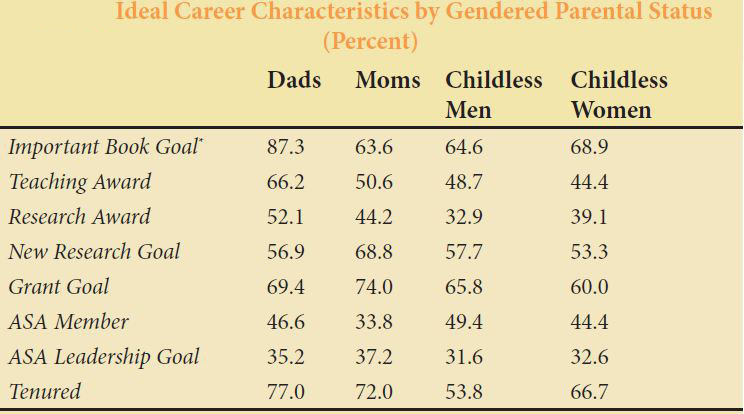 Ideal Career Characteristics by Gendered Parental Status
(Percent)
Dads Moms Childless Men Childless Women
Important Book Goal* 87.3 63.6 64.6 68.9
Teaching Award 66.2 50.6 48.7 44.4
Research Award 52.1 44.2 32.9 39.1
New Research Goal 56.9 68.8 57.7 53.3
Grant Goal 69.4 74.0 65.8 60.0
ASA Member 46.6 33.8 49.4 44.4
ASA Leadership Goal 35.2 37.2 31.6 32.6
Tenured 77.0 72.0 53.8 66.7